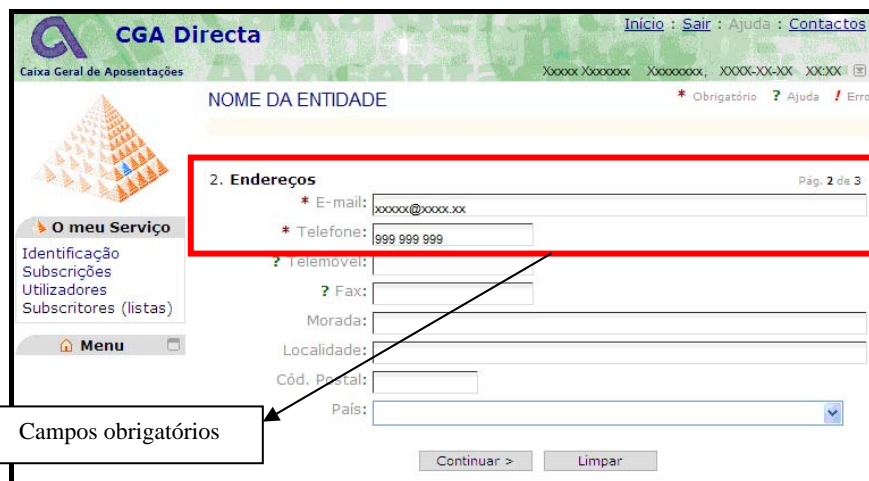 CGA Directa
Início : Sair : Ajuda : Contactos
Caixa Geral de Aposentações
Xxxxx Xxxxxxx Xxxxxxxx, XXXX-XX-XX XX:XX
NOME DA ENTIDADE
* Obrigatório ? Ajuda ! Erro
2. Endereços
Pág. 2 de 3
* E-mail: xxxxx@xxxx.xx
* Telefone: 999 999 999
? Telemóvel:
? Fax:
Morada:
Localidade:
Cód. Postal:
País:
Continuar >
Limpar
O meu Serviço
Identificação
Subscrições
Utilizadores
Subscritores (listas)
Menu
Campos obrigatórios